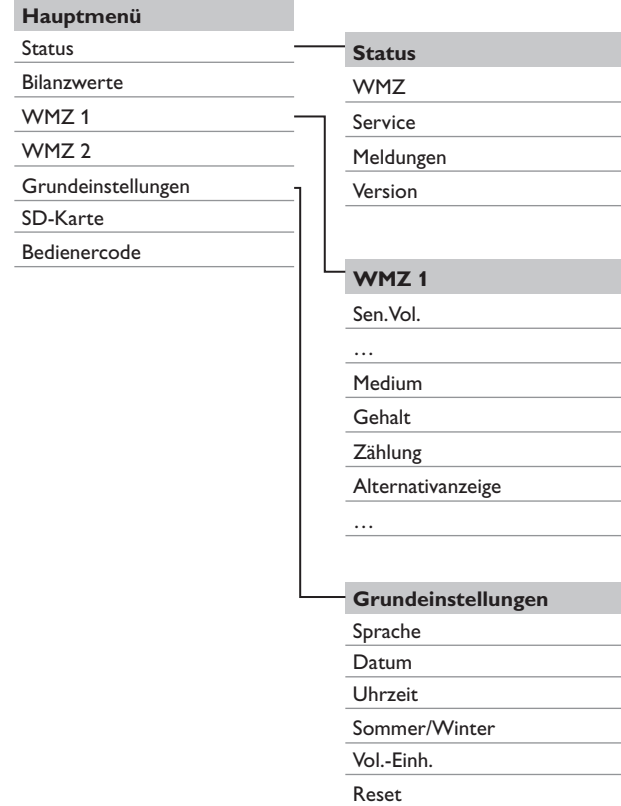 Hauptmenü
Status
Bilanzwerte
WMZ 1
WMZ 2
Grundeinstellungen
SD-Karte
Bedienercode
Status
WMZ
Service
Meldungen
Version
WMZ 1
Sen.Vol.
…
Medium
Gehalt
Zählung
Alternativanzeige
…
Grundeinstellungen
Sprache
Datum
Uhrzeit
Sommer/Winter
Vol.-Einh.
Reset